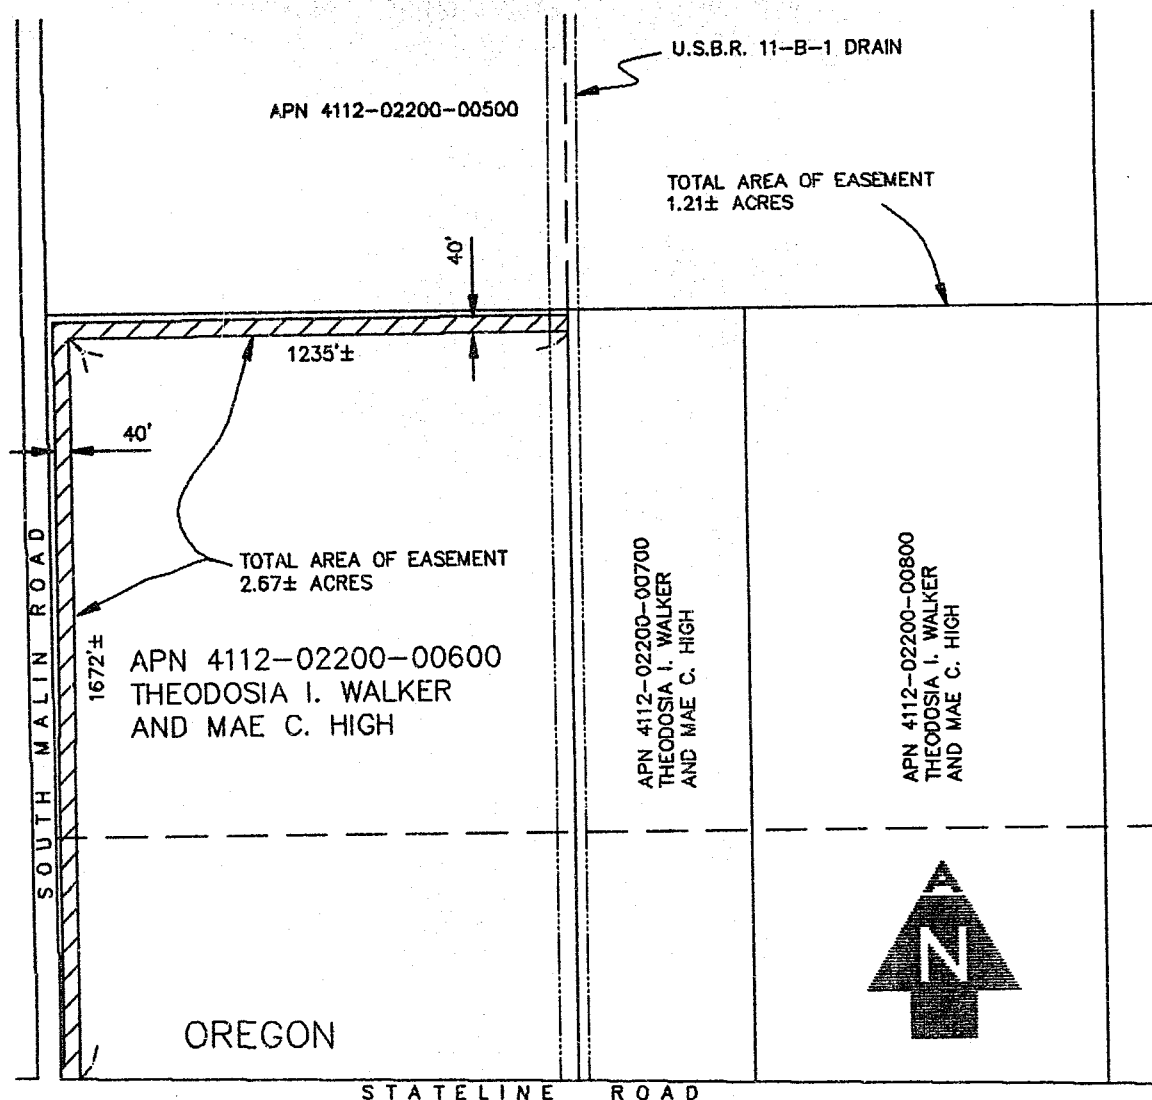 U.S.B.R. 11-B-1 DRAIN
APN 4112-02200-00500
TOTAL AREA OF EASEMENT
1.21± ACRES
40'
1235'±
40'
TOTAL AREA OF EASEMENT
2.67± ACRES
SOUTH MALIN ROAD
1672'±
APN 4112-02200-00600
THEODOSIA I. WALKER
AND MAE C. HIGH
APN 4112-02200-00700
THEODOSIA I. WALKER
AND MAE C. HIGH
APN 4112-02200-00800
THEODOSIA I. WALKER
AND MAE C. HIGH
A
N
OREGON
STATELINE ROAD